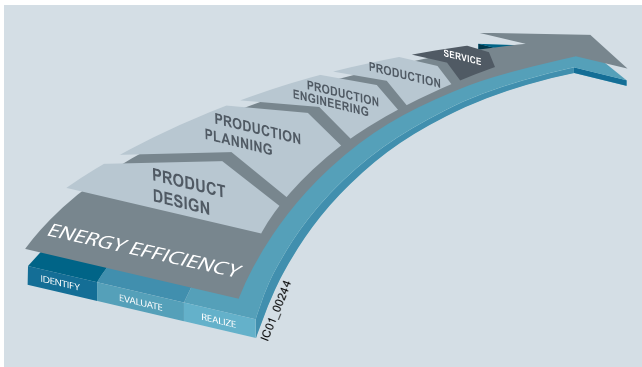 SERVICE
PRODUCTION
PRODUCTION
ENGINEERING
PRODUCTION
PLANNING
PRODUCT
DESIGN
ENERGY EFFICIENCY
IDENTIFY
EVALUATE
REALIZE
IC01_00244